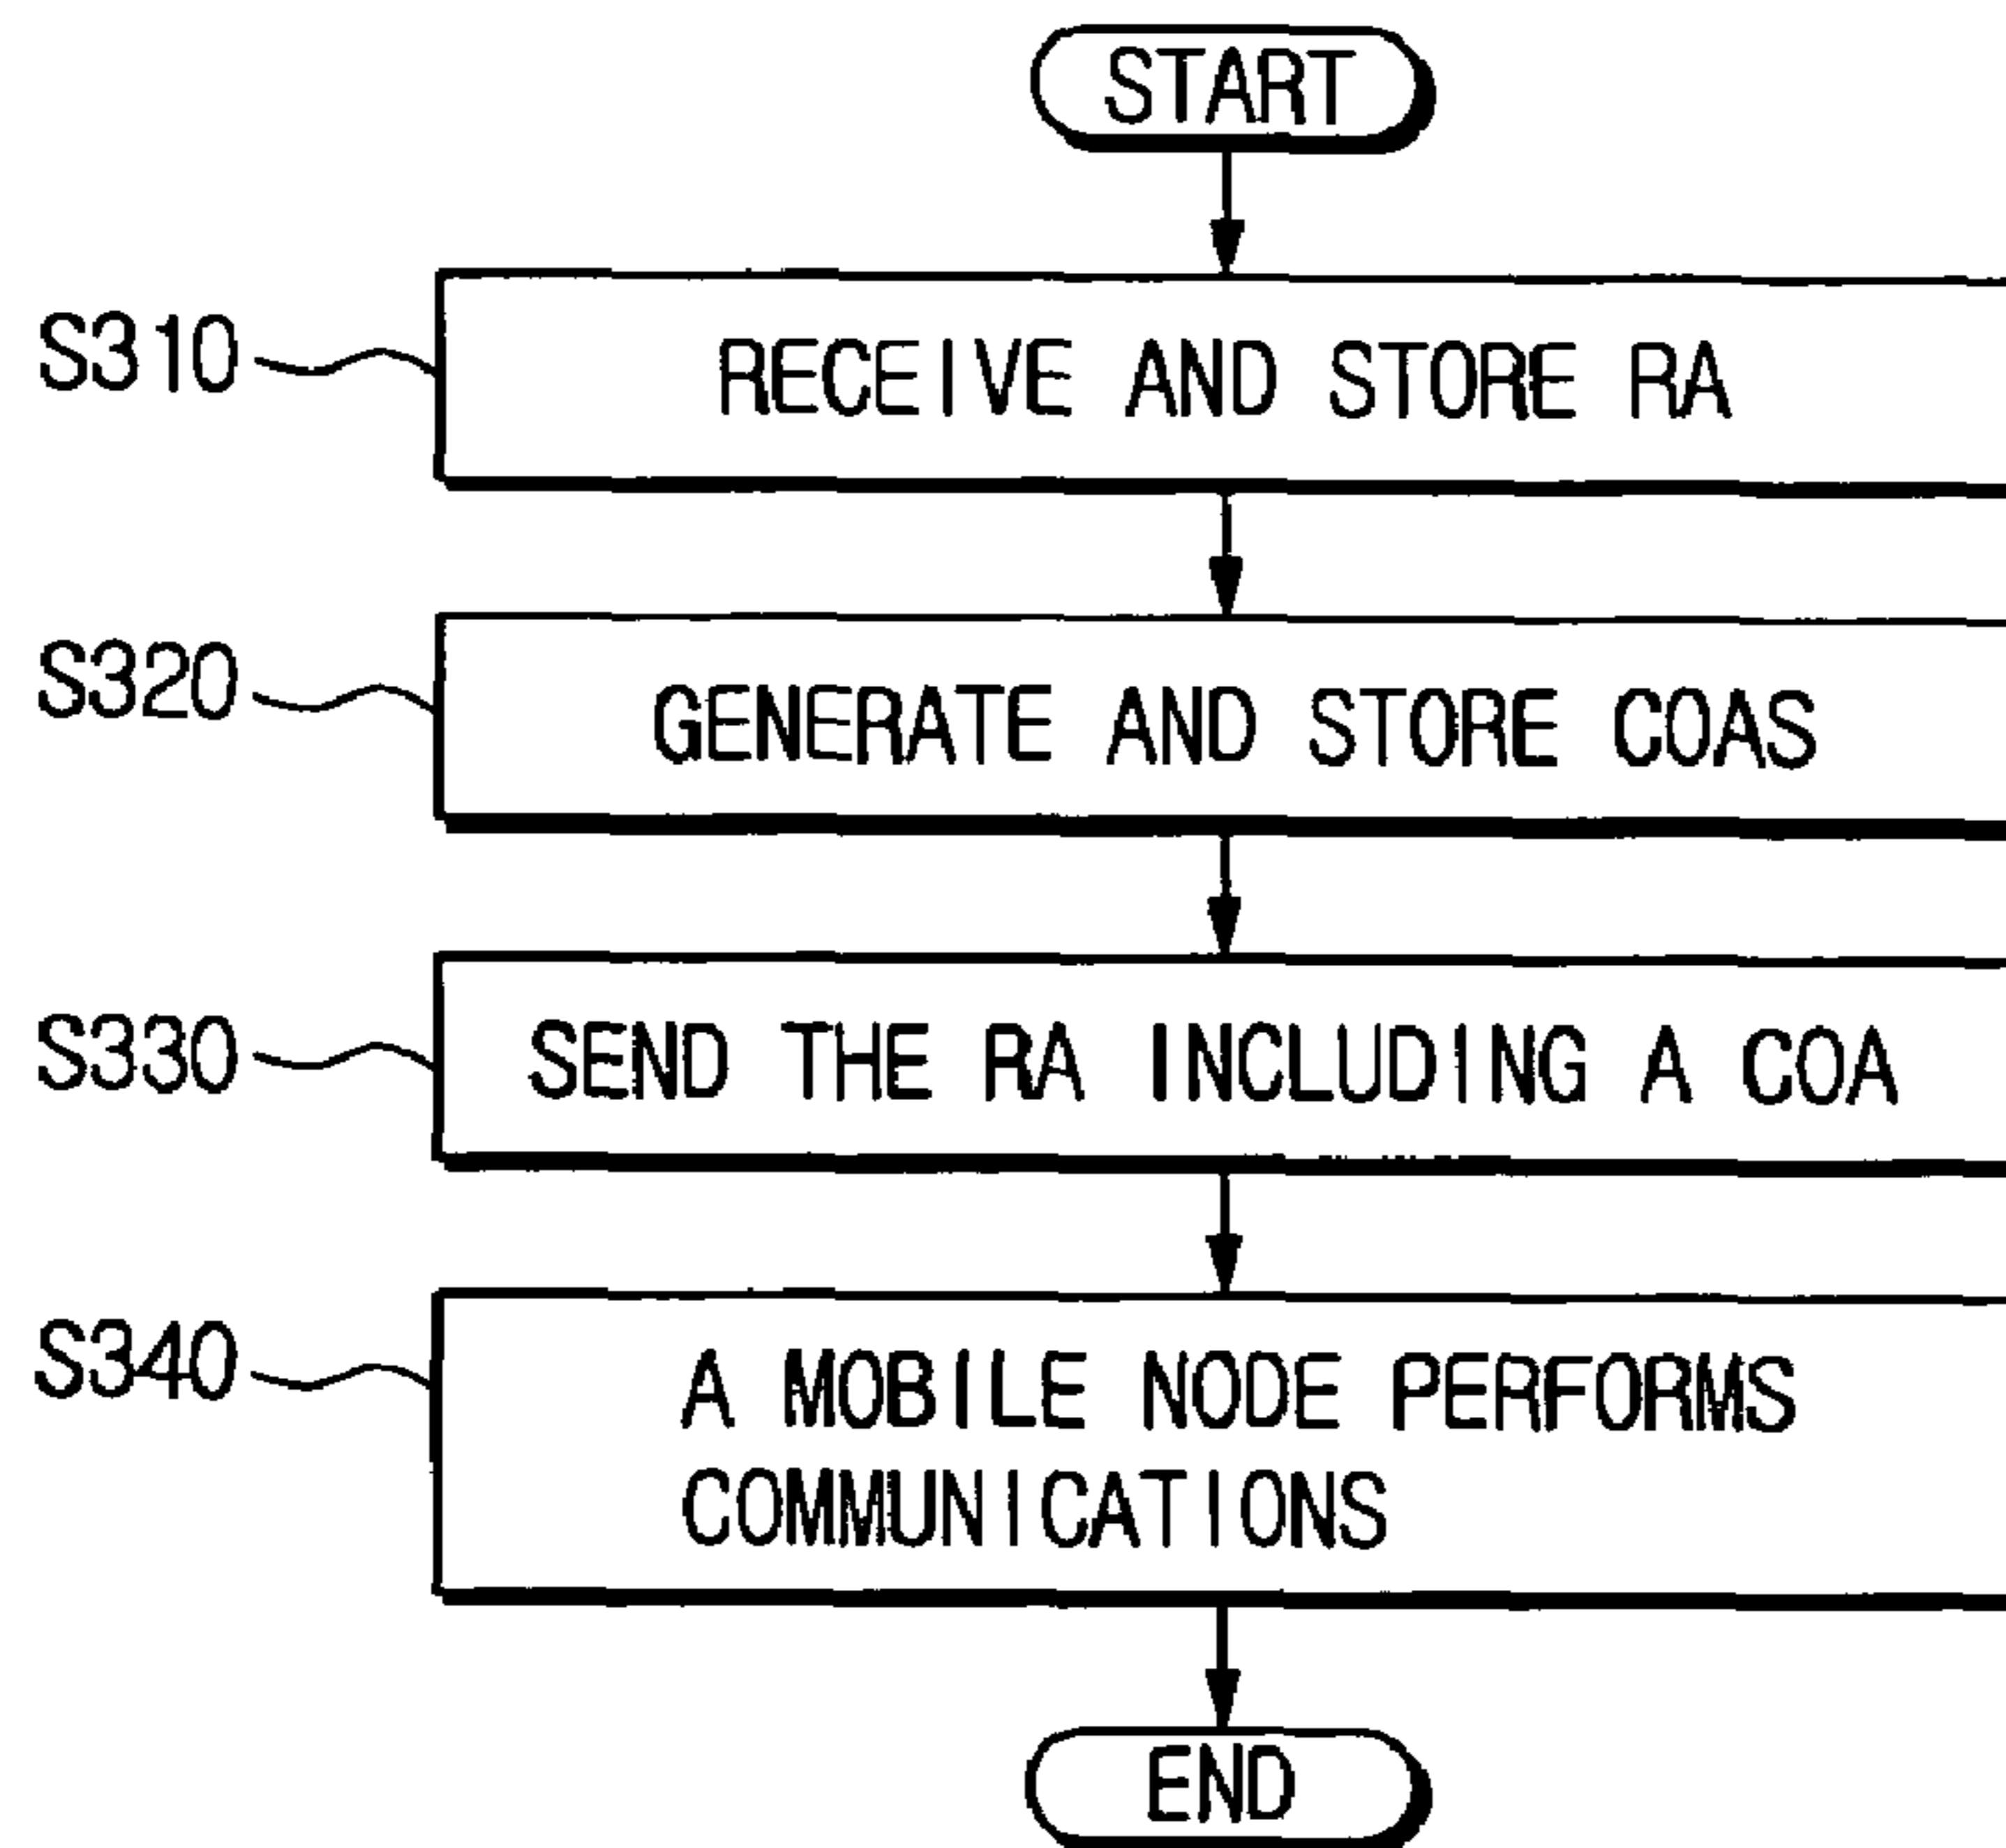 START
S310
RECEIVE AND STORE RA
S320
GENERATE AND STORE COAS
S330
SEND THE RA INCLUDING A COA
S340
A MOBILE NODE PERFORMS
COMMUNICATIONS
END